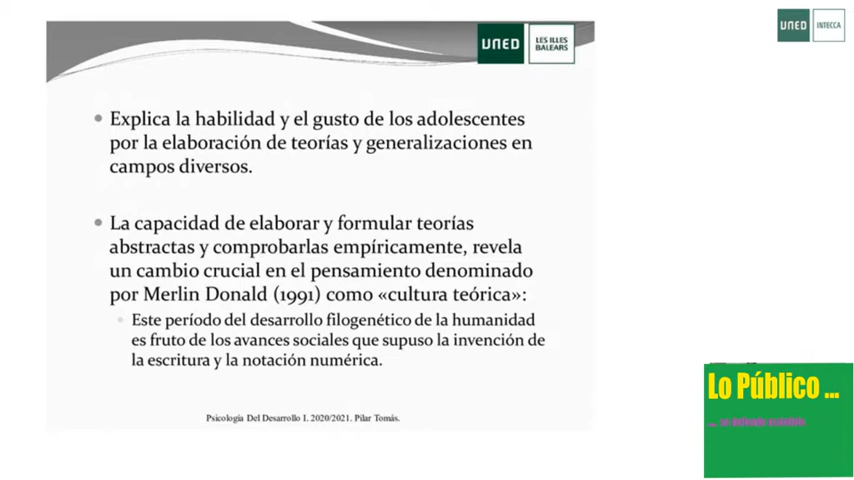 UNED
LES ILLES
BALEARS
UNED
INTECCA
• Explica la habilidad y el gusto de los adolescentes
por la elaboración de teorías y generalizaciones en
campos diversos.
• La capacidad de elaborar y formular teorías
abstractas y comprobarlas empíricamente, revela
un cambio crucial en el pensamiento denominado
por Merlin Donald (1991) como «cultura teórica»:
Este período del desarrollo filogenético de la humanidad
es fruto de los avances sociales que supuso la invención de
la escritura y la notación numérica.
Psicología Del Desarrollo I. 2020/2021. Pilar Tomás.
Lo Público ...